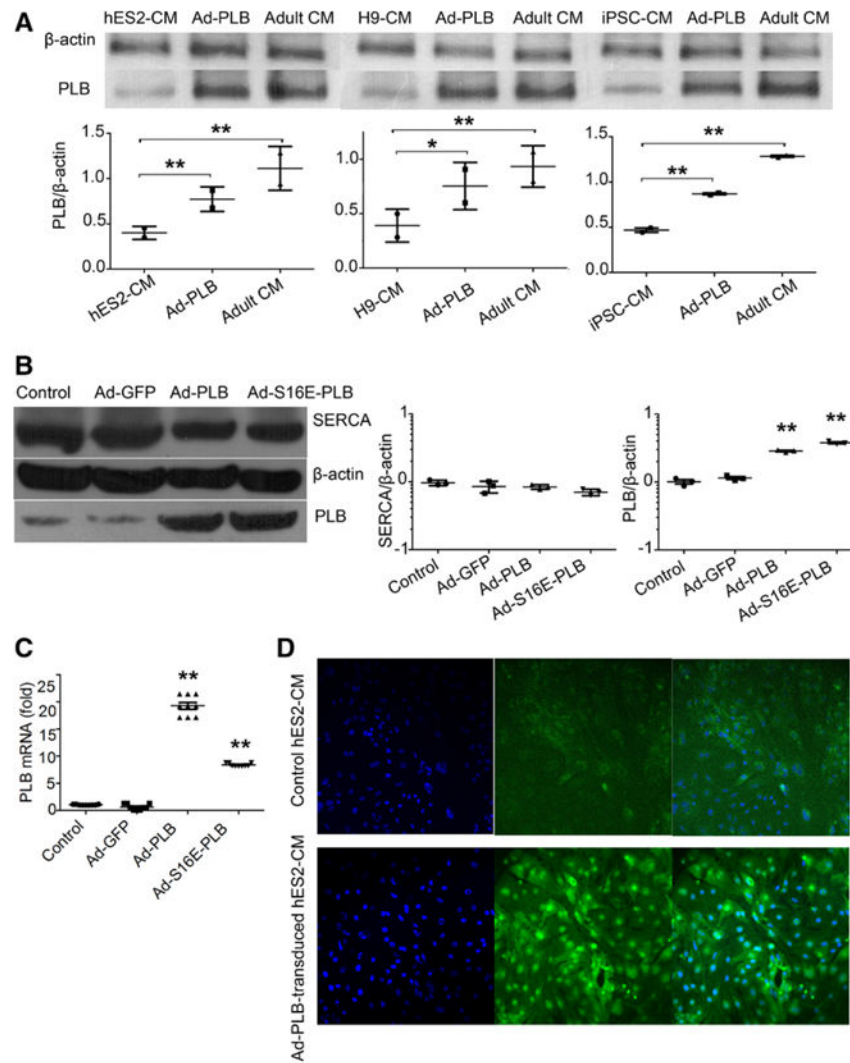 A
hES2-CM Ad-PLB Adult CM H9-CM Ad-PLB Adult CM iPSC-CM Ad-PLB Adult CM
β-actin
PLB
PLB/β-actin
1.5
1.0
0.5
0.0
**
**
hES2-CM
Ad-PLB
Adult CM
1.0
0.5
0.0
**
*
H9-CM
Ad-PLB
Adult CM
1.5
1.0
0.5
0.0
**
**
iPSC-CM
Ad-PLB
Adult CM
B
Control Ad-GFP Ad-PLB Ad-S16E-PLB
SERCA
β-actin
PLB
SERCA/β-actin
1
0
-1
Control
Ad-GFP
Ad-PLB
Ad-S16E-PLB
PLB/β-actin
1
0
-1
**
**
Control
Ad-GFP
Ad-PLB
Ad-S16E-PLB
C
PLB mRNA (fold)
25
20
15
10
5
0
**
**
Control
Ad-GFP
Ad-PLB
Ad-S16E-PLB
D
Control hES2-CM
Ad-PLB-transduced hES2-CM